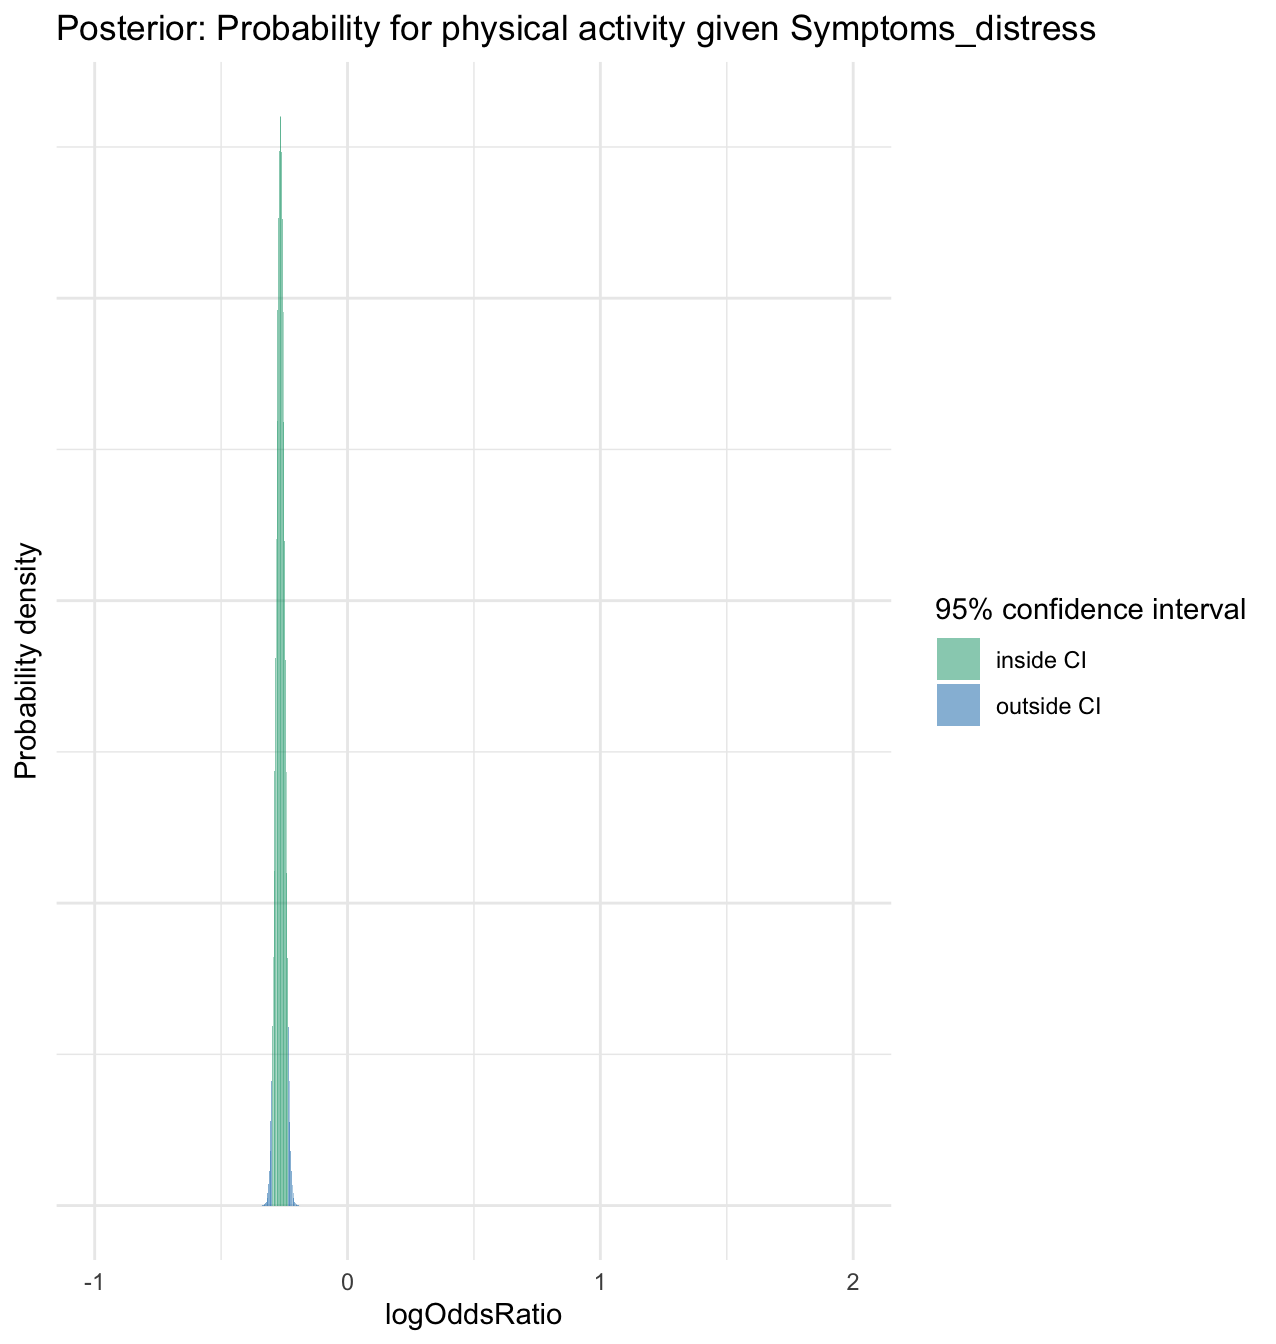 Posterior: Probability for physical activity given Symptoms_distress
Probability density
95% confidence interval
inside CI
outside CI
-1 0 1 2
logOddsRatio